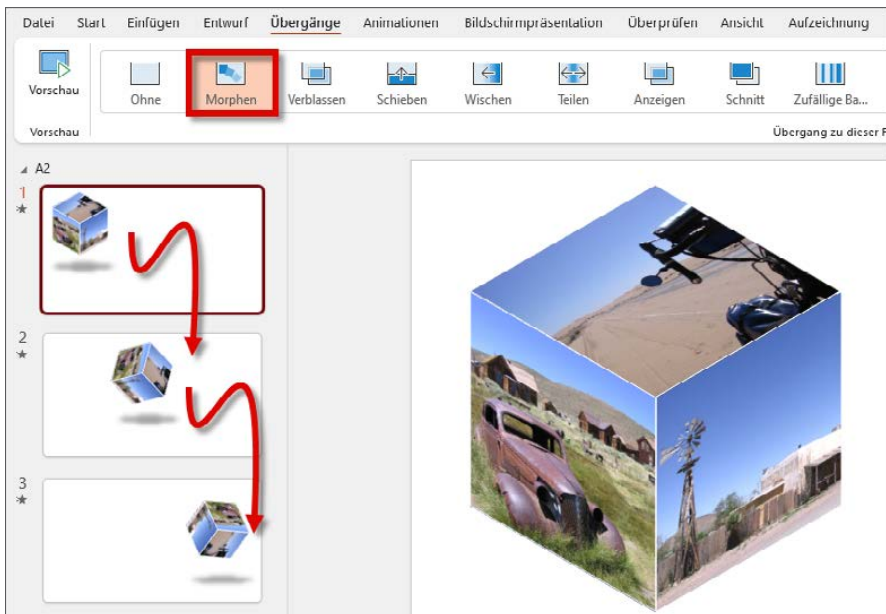 Datei Start Einfügen Entwurf Übergänge Animationen Bildschirmpräsentation Überprüfen Ansicht Aufzeichnung
Vorschau Ohne Morphen Verblassen Schieben Wischen Teilen Anzeigen Schnitt Zufällige Ba...
Vorschau Übergang zu dieser F
A2
1
2
3